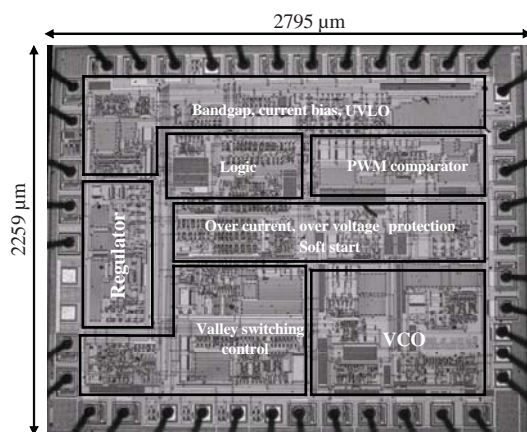 2795 µm
2259 µm
Bandgap, current bias, UVLO
Logic
PWM comparator
Regulator
Over current, over voltage protection
Soft start
Valley switching
control
VCO